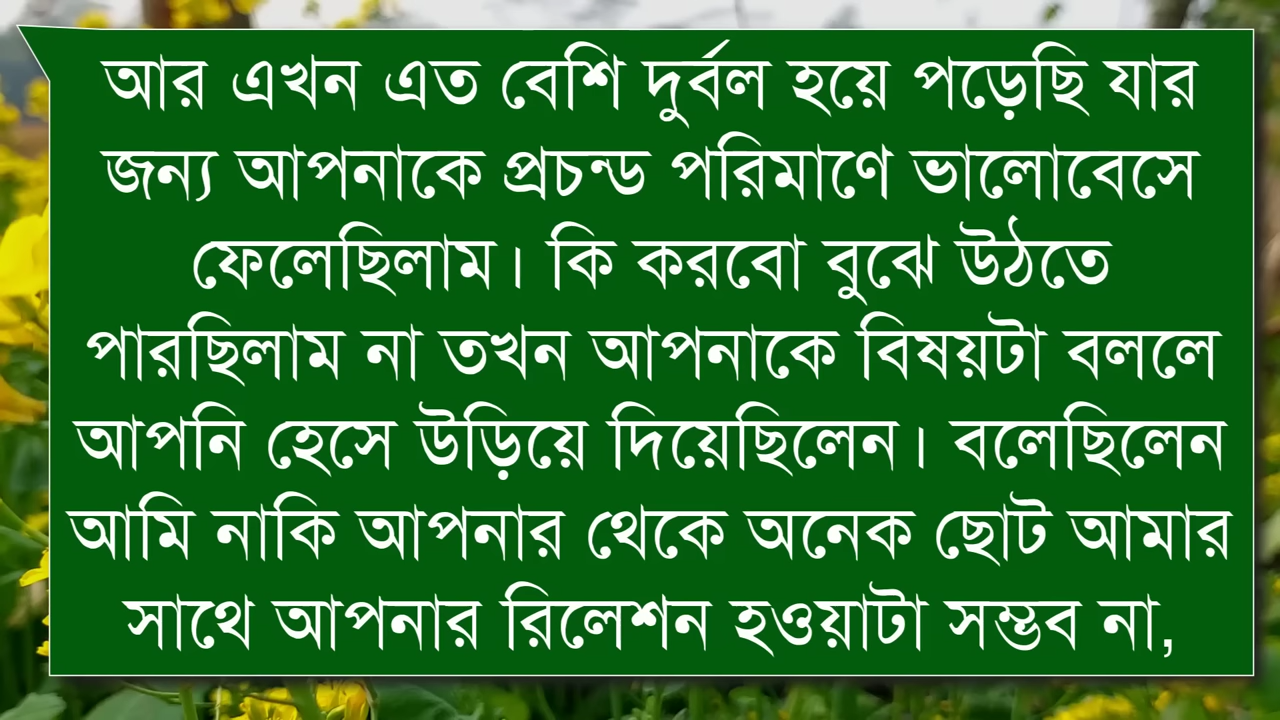 আর এখন এত বেশি দুর্বল হয়ে পড়েছি যার
জন্য আপনাকে প্রচন্ড পরিমাণে ভালোবেসে
ফেলেছিলাম। কি করবো বুঝে উঠতে
পারছিলাম না তখন আপনাকে বিষয়টা বললে
আপনি হেসে উড়িয়ে দিয়েছিলেন। বলেছিলেন
আমি নাকি আপনার থেকে অনেক ছোট আমার
সাথে আপনার রিলেশন হওয়াটা সম্ভব না,